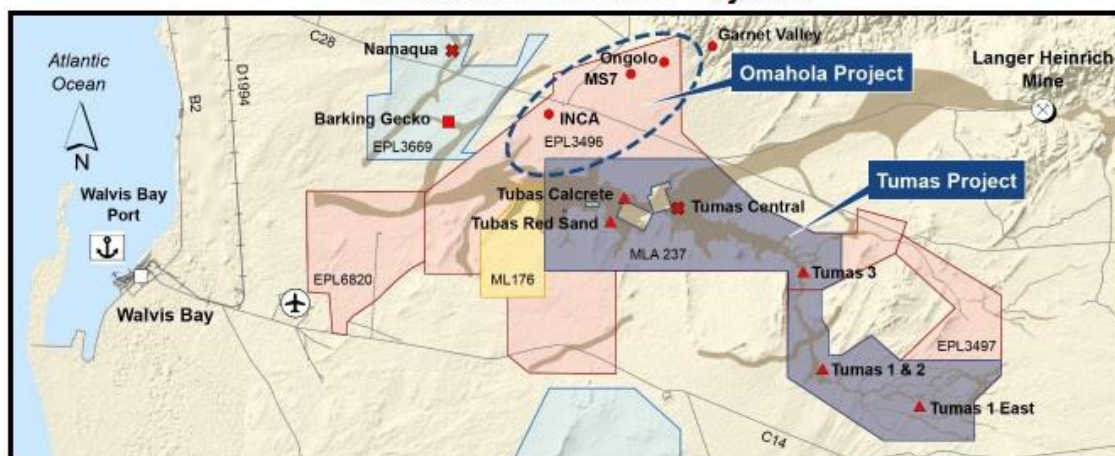 Atlantic
Ocean
N
B2
D1994
C28
Namaqua
Barking Gecko
EPL3669
Garnet Valley
Ongolo
MS7
INCA
EPL3496
Omahola Project
Langer Heinrich
Mine
Walvis Bay
Port
Walvis Bay
EPL6820
ML176
Tubas Calcrete
Tubas Red Sand
Tumas Central
MLA 237
Tumas Project
Tumas 3
EPL3497
Tumas 1 & 2
Tumas 1 East
C14